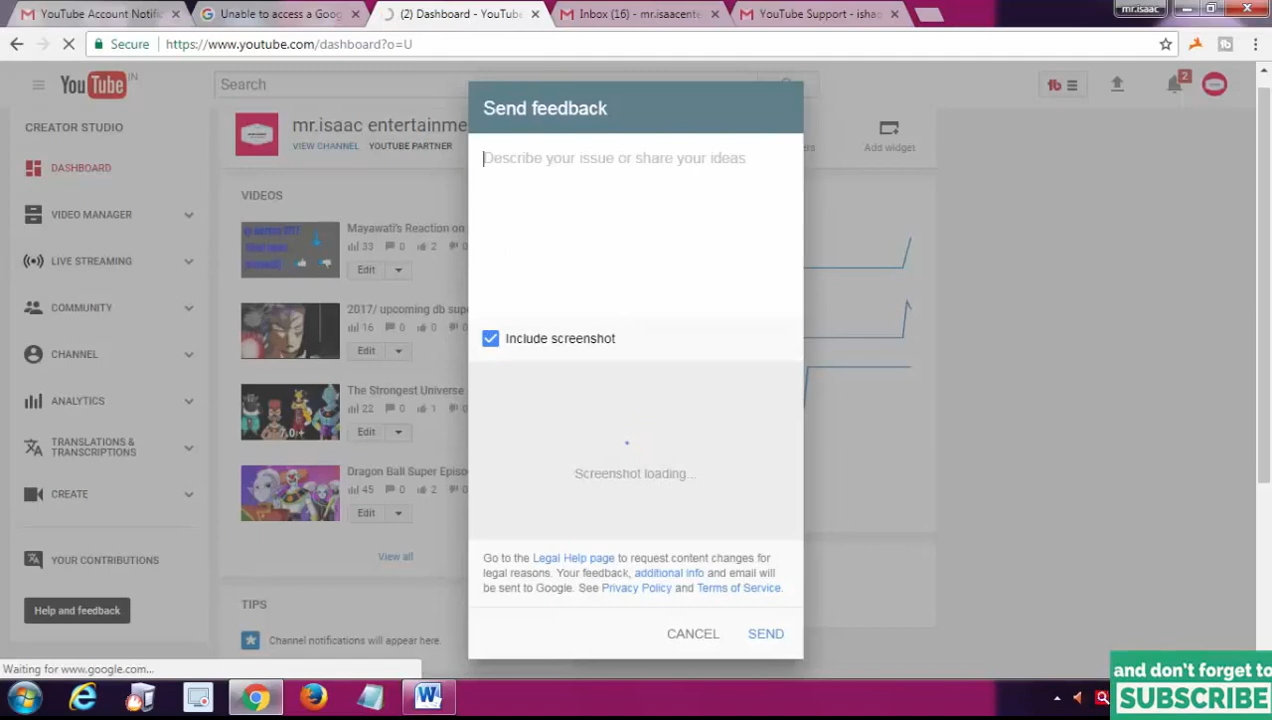 YouTube Account Notifi
Unable to access a Goog
(2) Dashboard - YouTube
Inbox (16) - mr.isaacente
YouTube Support - isha
mr.isaac
Secure
https://www.youtube.com/dashboard?o=U
YouTube IN
Search
2
CREATOR STUDIO
DASHBOARD
VIDEO MANAGER
LIVE STREAMING
COMMUNITY
CHANNEL
ANALYTICS
TRANSLATIONS &
TRANSCRIPTIONS
CREATE
YOUR CONTRIBUTIONS
Help and feedback
mr.isaac entertainme
VIEW CHANNEL YOUTUBE PARTNER
Add widget
VIDEOS
Mayawati's Reaction on
33 0 2 0
Edit
2017/ upcoming db sup
16 0 0 0
Edit
The Strongest Universe
22 0 1 0
7.0+
Edit
Dragon Ball Super Episo
45 0 2 0
Edit
View all
TIPS
Channel notifications will appear here.
Send feedback
Describe your issue or share your ideas
Include screenshot
Screenshot loading...
Go to the Legal Help page to request content changes for
legal reasons. Your feedback, additional info and email will
be sent to Google. See Privacy Policy and Terms of Service.
CANCEL SEND
Waiting for www.google.com...
and don't forget to
SUBSCRIBE